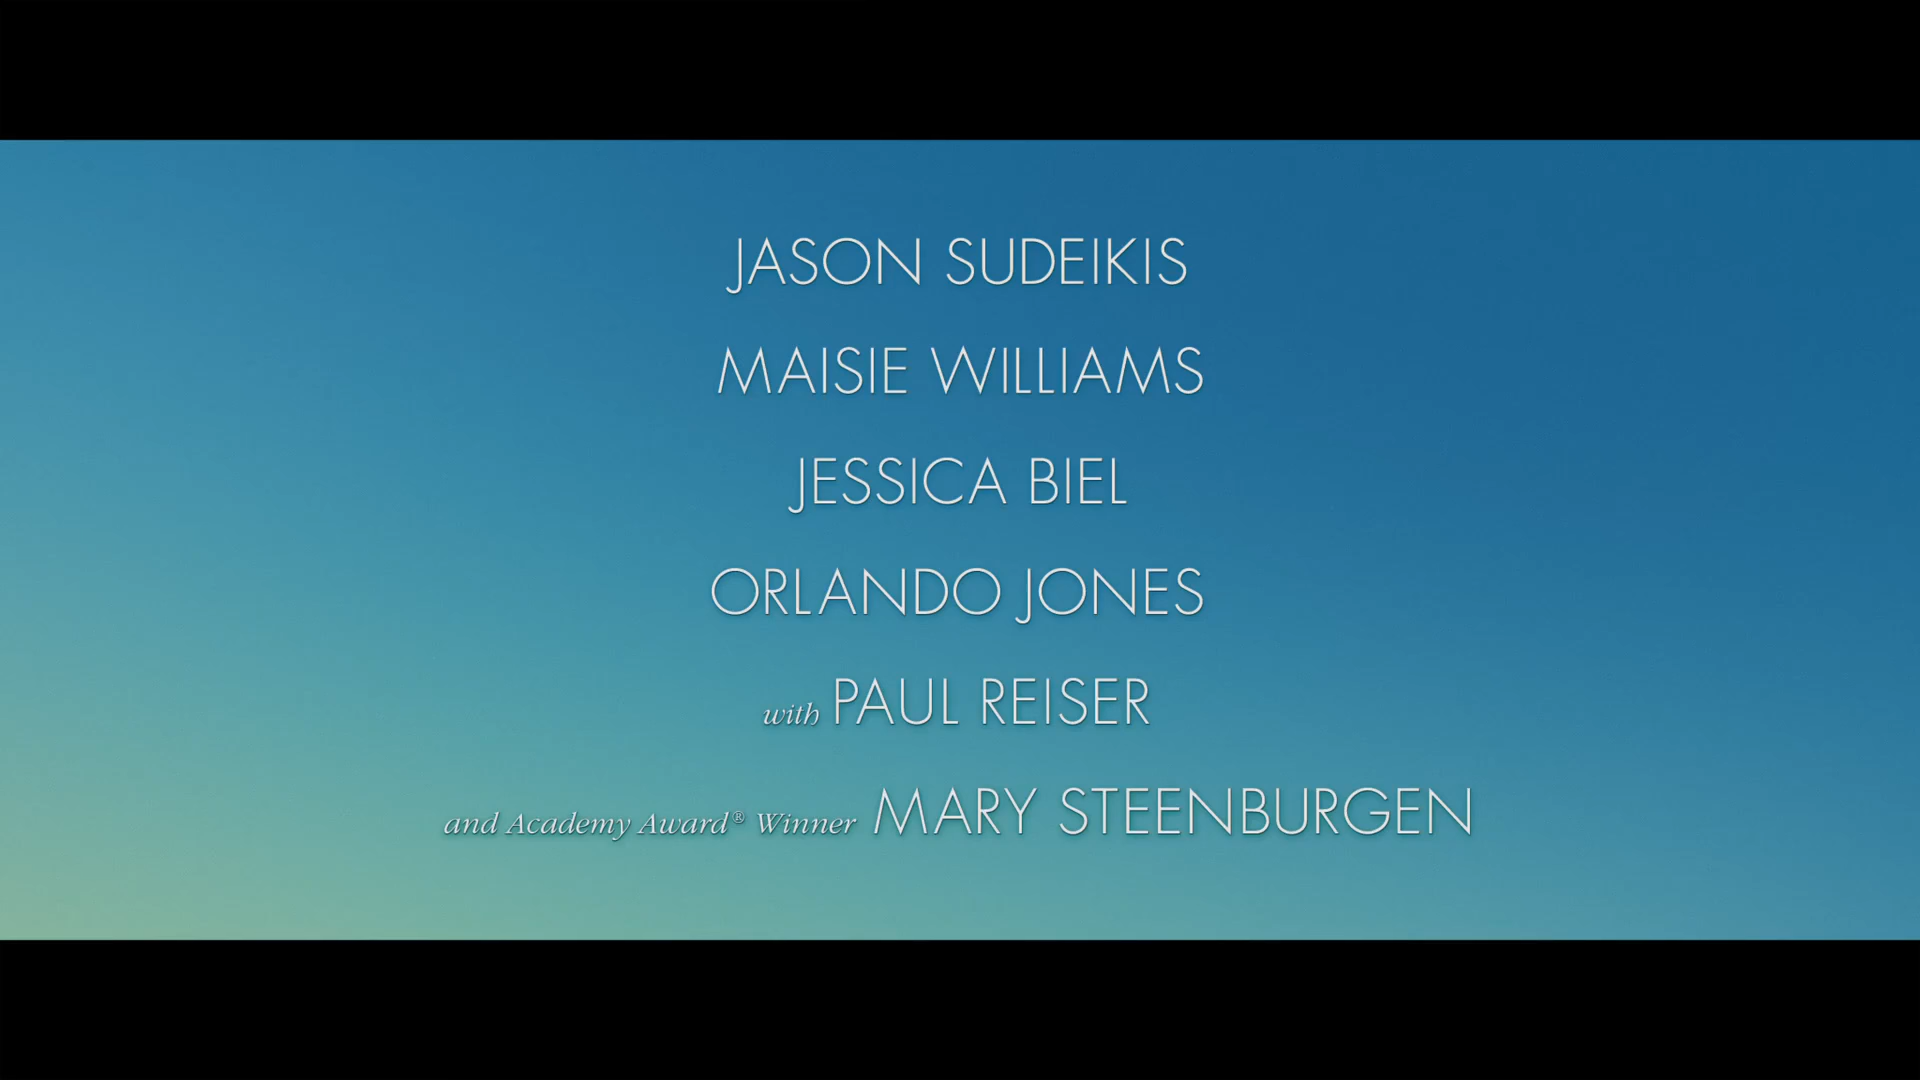 JASON SUDEIKIS
MAISIE WILLIAMS
JESSICA BIEL
ORLANDO JONES
with PAUL REISER
and Academy Award® Winner MARY STEENBURGEN